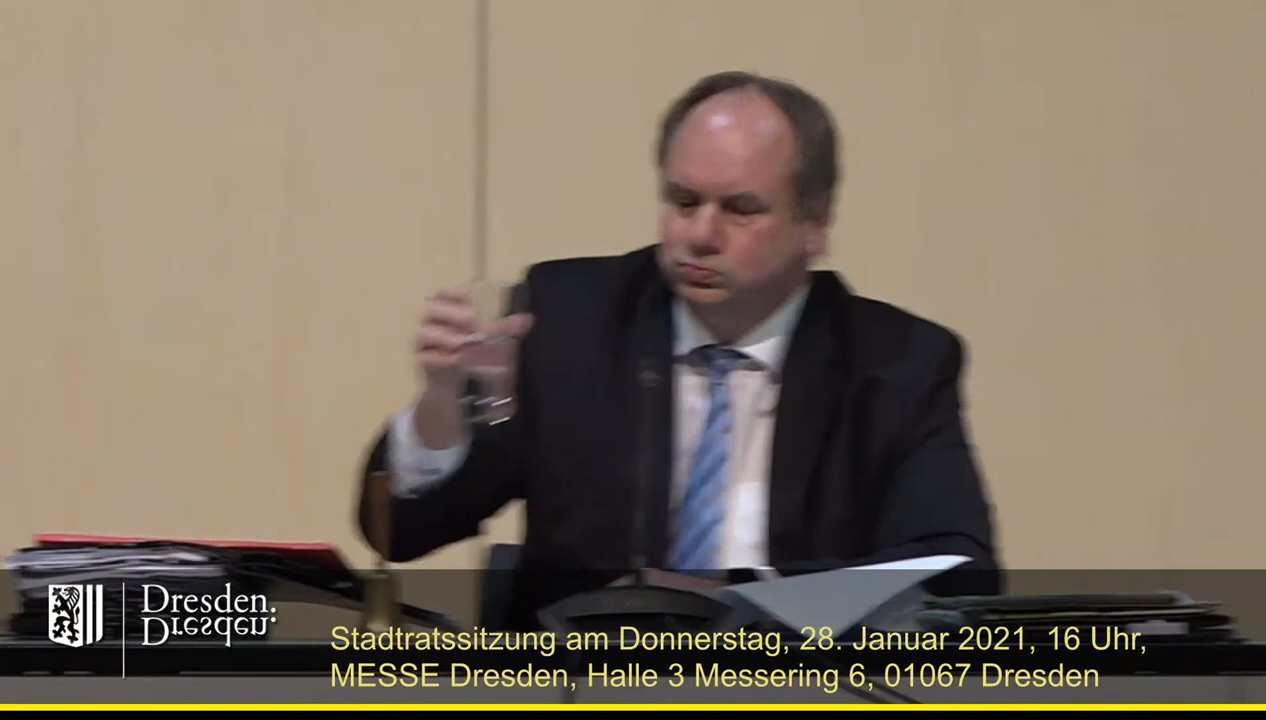 Dresden.
Dresden.
Stadtratssitzung am Donnerstag, 28. Januar 2021, 16 Uhr,
MESSE Dresden, Halle 3 Messering 6, 01067 Dresden